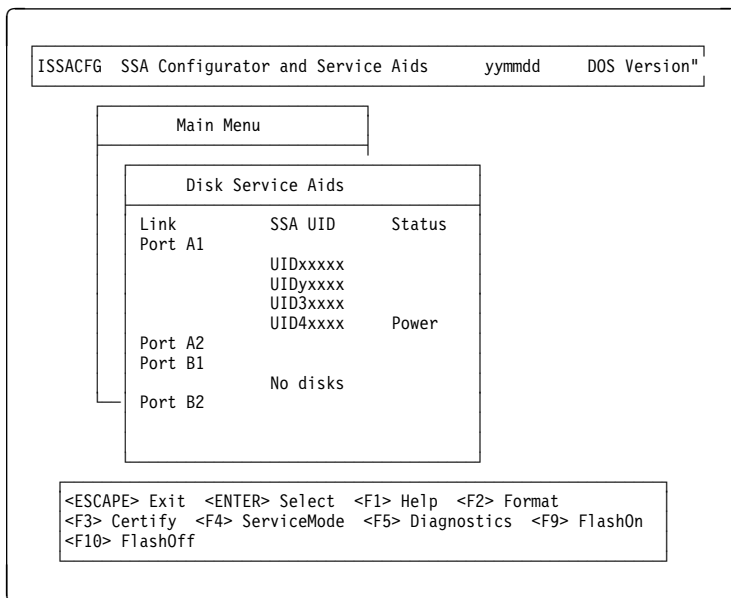 ISSACFG SSA Configurator and Service Aids yymmdd DOS Version"
Main Menu
Disk Service Aids
Link SSA UID Status
Port A1
UIDxxxxx
UIDyxxxx
UID3xxxx
UID4xxxx Power
Port A2
Port B1
No disks
Port B2
<ESCAPE> Exit <ENTER> Select <F1> Help <F2> Format
<F3> Certify <F4> ServiceMode <F5> Diagnostics <F9> FlashOn
<F10> FlashOff